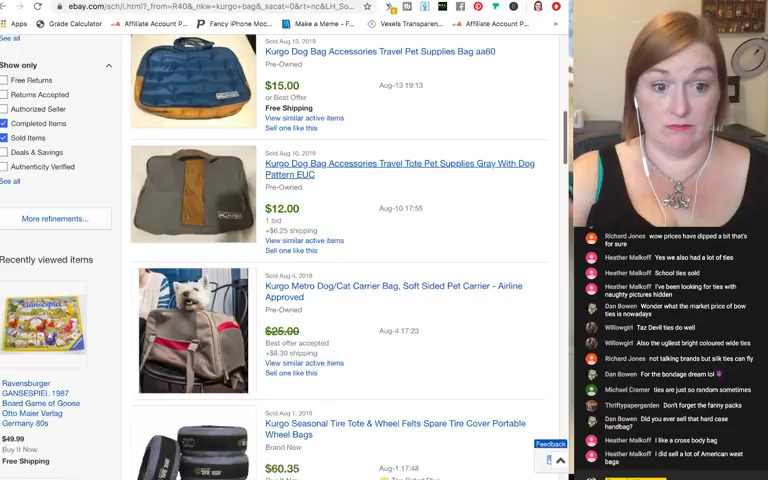 ebay.com/sch/i.html?_from=R40&_nkw=kurgo+bag&_sacat=0&rt=nc&LH_So...
Apps
Grade Calculator
Affiliate Account P...
Fancy iPhone Moc...
Make a Meme - F...
Vexels Transparen...
Affiliate Account P...
See all
Show only
Free Returns
Returns Accepted
Authorized Seller
Completed Items
Sold Items
Deals & Savings
Authenticity Verified
See all
More refinements...
Recently viewed items
Ravensburger
GANSESPIEL 1987
Board Game of Goose
Otto Maier Verlag
Germany 80s
$49.99
Buy It Now
Free Shipping
Sold Aug 13, 2019
Kurgo Dog Bag Accessories Travel Pet Supplies Bag aa60
Pre-Owned
$15.00
Aug-13 19:13
or Best Offer
Free Shipping
View similar active items
Sell one like this
Sold Aug 10, 2019
Kurgo Dog Bag Accessories Travel Tote Pet Supplies Gray With Dog
Pattern EUC
Pre-Owned
$12.00
Aug-10 17:55
1 bid
+$6.25 shipping
View similar active items
Sell one like this
Sold Aug 4, 2019
Kurgo Metro Dog/Cat Carrier Bag, Soft Sided Pet Carrier - Airline
Approved
Pre-Owned
$25.00
Aug-4 17:23
Best offer accepted
+$8.30 shipping
View similar active items
Sell one like this
Sold Aug 1, 2019
Kurgo Seasonal Tire Tote & Wheel Felts Spare Tire Cover Portable
Wheel Bags
Brand New
$60.35
Aug-1 17:48
Buy It Now
Top Rated Plus
Feedback
Richard Jones wow prices have dipped a bit that's
for sure
Heather Malkoff Yes we also had a lot of ties
Heather Malkoff School ties sold
Heather Malkoff I've been looking for ties with
naughty pictures hidden
Dan Bowen Wonder what the market price of bow
ties is nowadays
Willowgirl Taz Devil ties do well
Willowgirl Also the ugliest bright coloured wide ties
Richard Jones not talking brands but silk ties can fly
Dan Bowen For the bondage dream lol
Michael Cramer ties are just so random sometimes
Thriftypapergarden Don't forget the fanny packs
Dan Bowen Did you ever sell that hard case
handbag?
Heather Malkoff I like a cross body bag
Heather Malkoff I did sell a lot of American west
bags